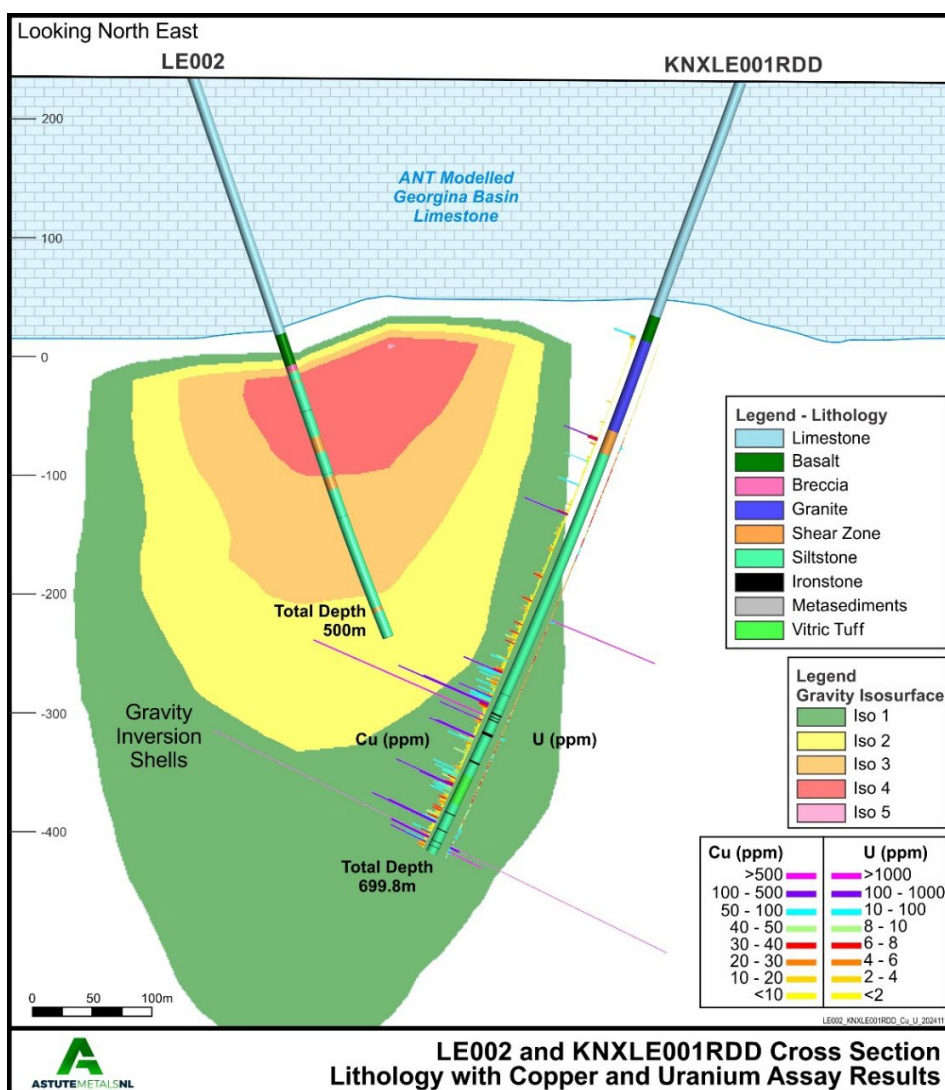 Looking North East
LE002
KNXLE001RDD
200
100
0
-100
-200
-300
-400
ANT Modelled
Georgina Basin
Limestone
Total Depth
500m
Gravity
Inversion
Shells
Cu (ppm)
U (ppm)
Total Depth
699.8m
Legend - Lithology
Limestone
Basalt
Breccia
Granite
Shear Zone
Siltstone
Ironstone
Metasediments
Vitric Tuff
Legend
Gravity Isosurface
Iso 1
Iso 2
Iso 3
Iso 4
Iso 5
Cu (ppm) U (ppm)
>500 >1000
100 - 500 100 - 1000
50 - 100 10 - 100
40 - 50 8 - 10
30 - 40 6 - 8
20 - 30 4 - 6
10 - 20 2 - 4
<10 <2
0 50 100m
LE002_KNXLE001RDD_Cu_U_202411
ASTUTEMETALSNL
LE002 and KNXLE001RDD Cross Section
Lithology with Copper and Uranium Assay Results